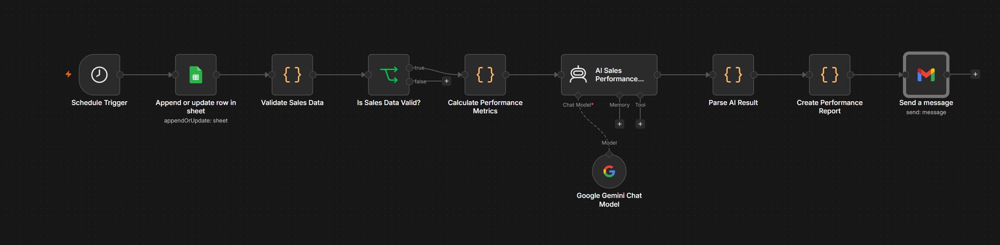 true
false
AI Sales
Performance...
Schedule Trigger
Append or update row in
sheet
appendOrUpdate: sheet
Validate Sales Data
Is Sales Data Valid?
Calculate Performance
Metrics
Chat Model*
Memory
Tool
Parse AI Result
Create Performance
Report
Send a message
send: message
Model
Google Gemini Chat
Model